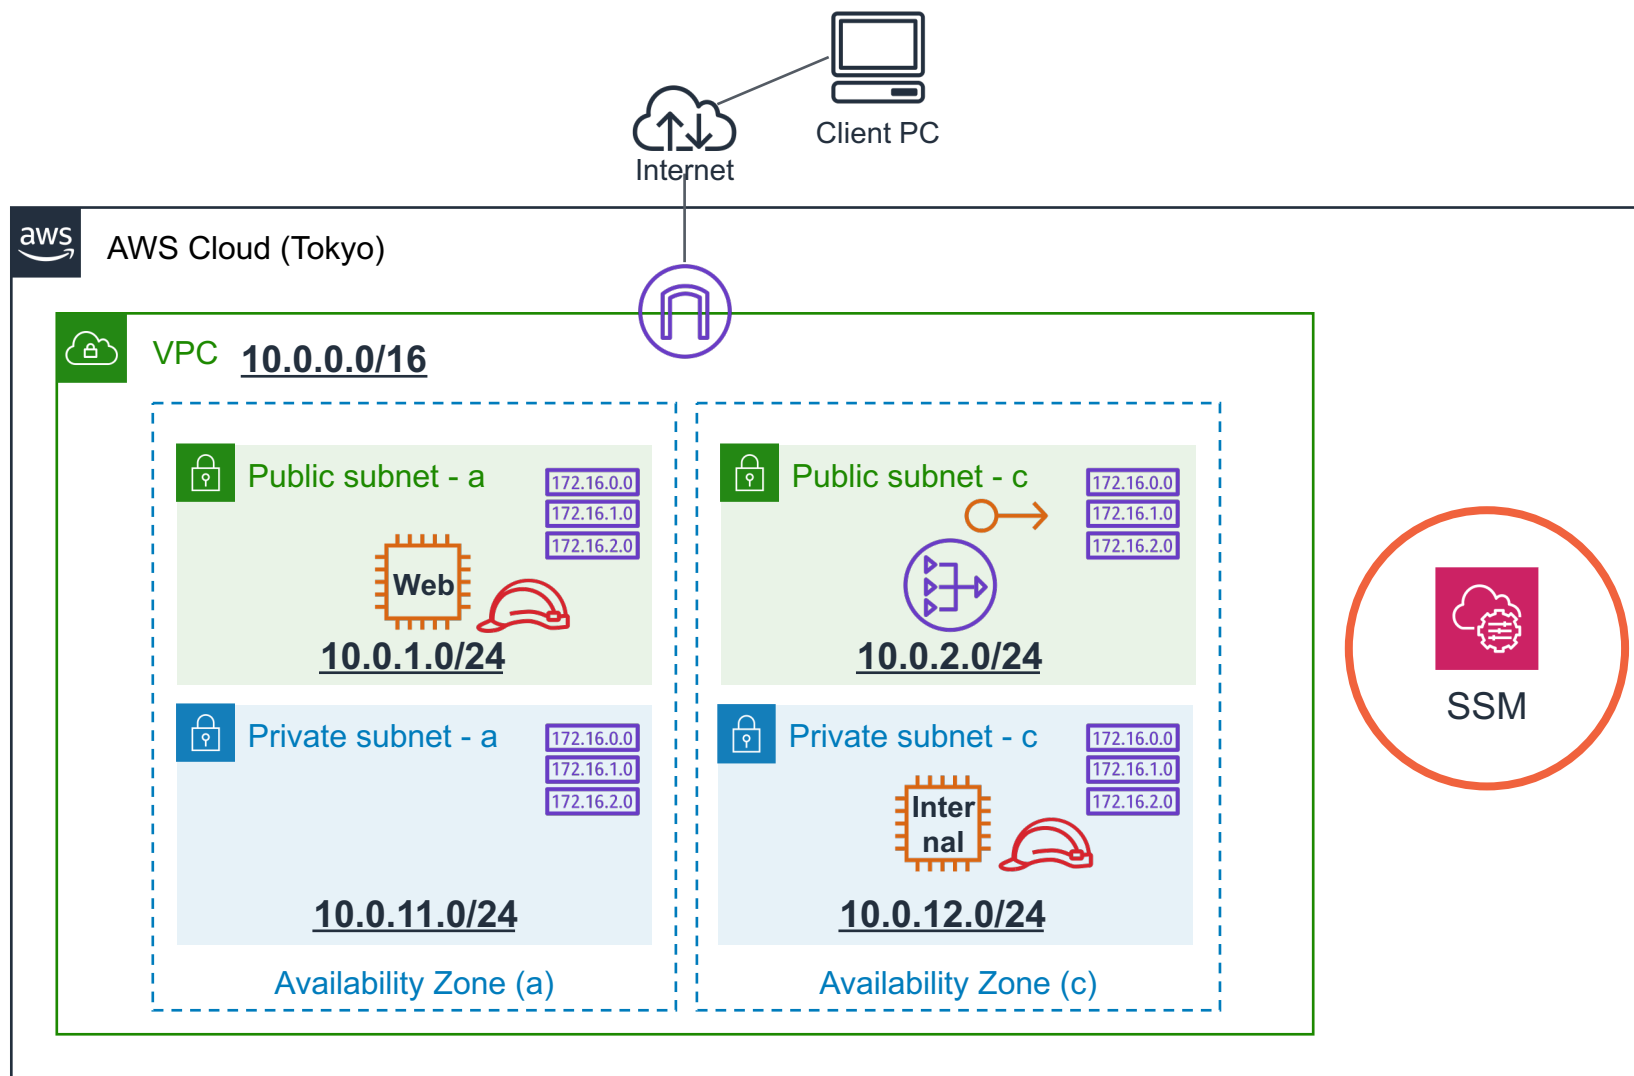 Client PC
Internet
aws
AWS Cloud (Tokyo)
VPC 10.0.0.0/16
Public subnet - a
172.16.0.0
172.16.1.0
172.16.2.0
Web
10.0.1.0/24
Public subnet - c
172.16.0.0
172.16.1.0
172.16.2.0
10.0.2.0/24
Private subnet - a
172.16.0.0
172.16.1.0
172.16.2.0
10.0.11.0/24
Private subnet - c
172.16.0.0
172.16.1.0
172.16.2.0
Inter
nal
10.0.12.0/24
Availability Zone (a)
Availability Zone (c)
SSM